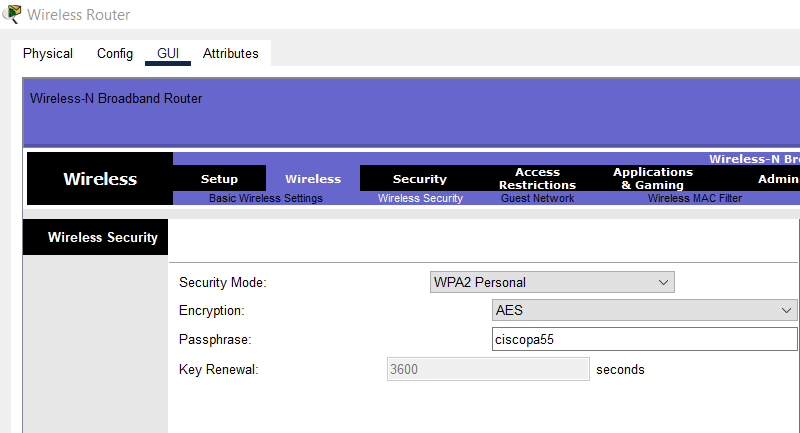 Wireless Router
Physical Config GUI Attributes
Wireless-N Broadband Router
Wireless-N Br
Wireless Setup Wireless Security Access Restrictions Applications & Gaming Admin
Basic Wireless Settings Wireless Security Guest Network Wireless MAC Filter
Wireless Security
Security Mode: WPA2 Personal
Encryption: AES
Passphrase: ciscopa55
Key Renewal: 3600 seconds